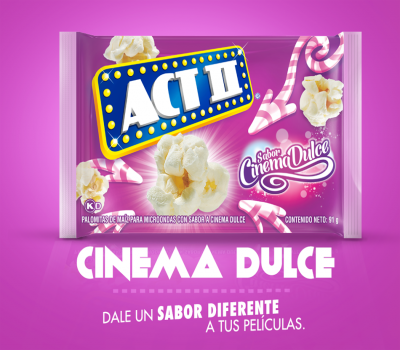 ACT II
Sabor
CinemaDulce
K D
PALOMITAS DE MAÍZ PARA MICROONDAS CON SABOR A CINEMA DULCE
CONTENIDO NETO: 91 g
CINEMA DULCE
DALE UN SABOR DIFERENTE
A TUS PELÍCULAS.